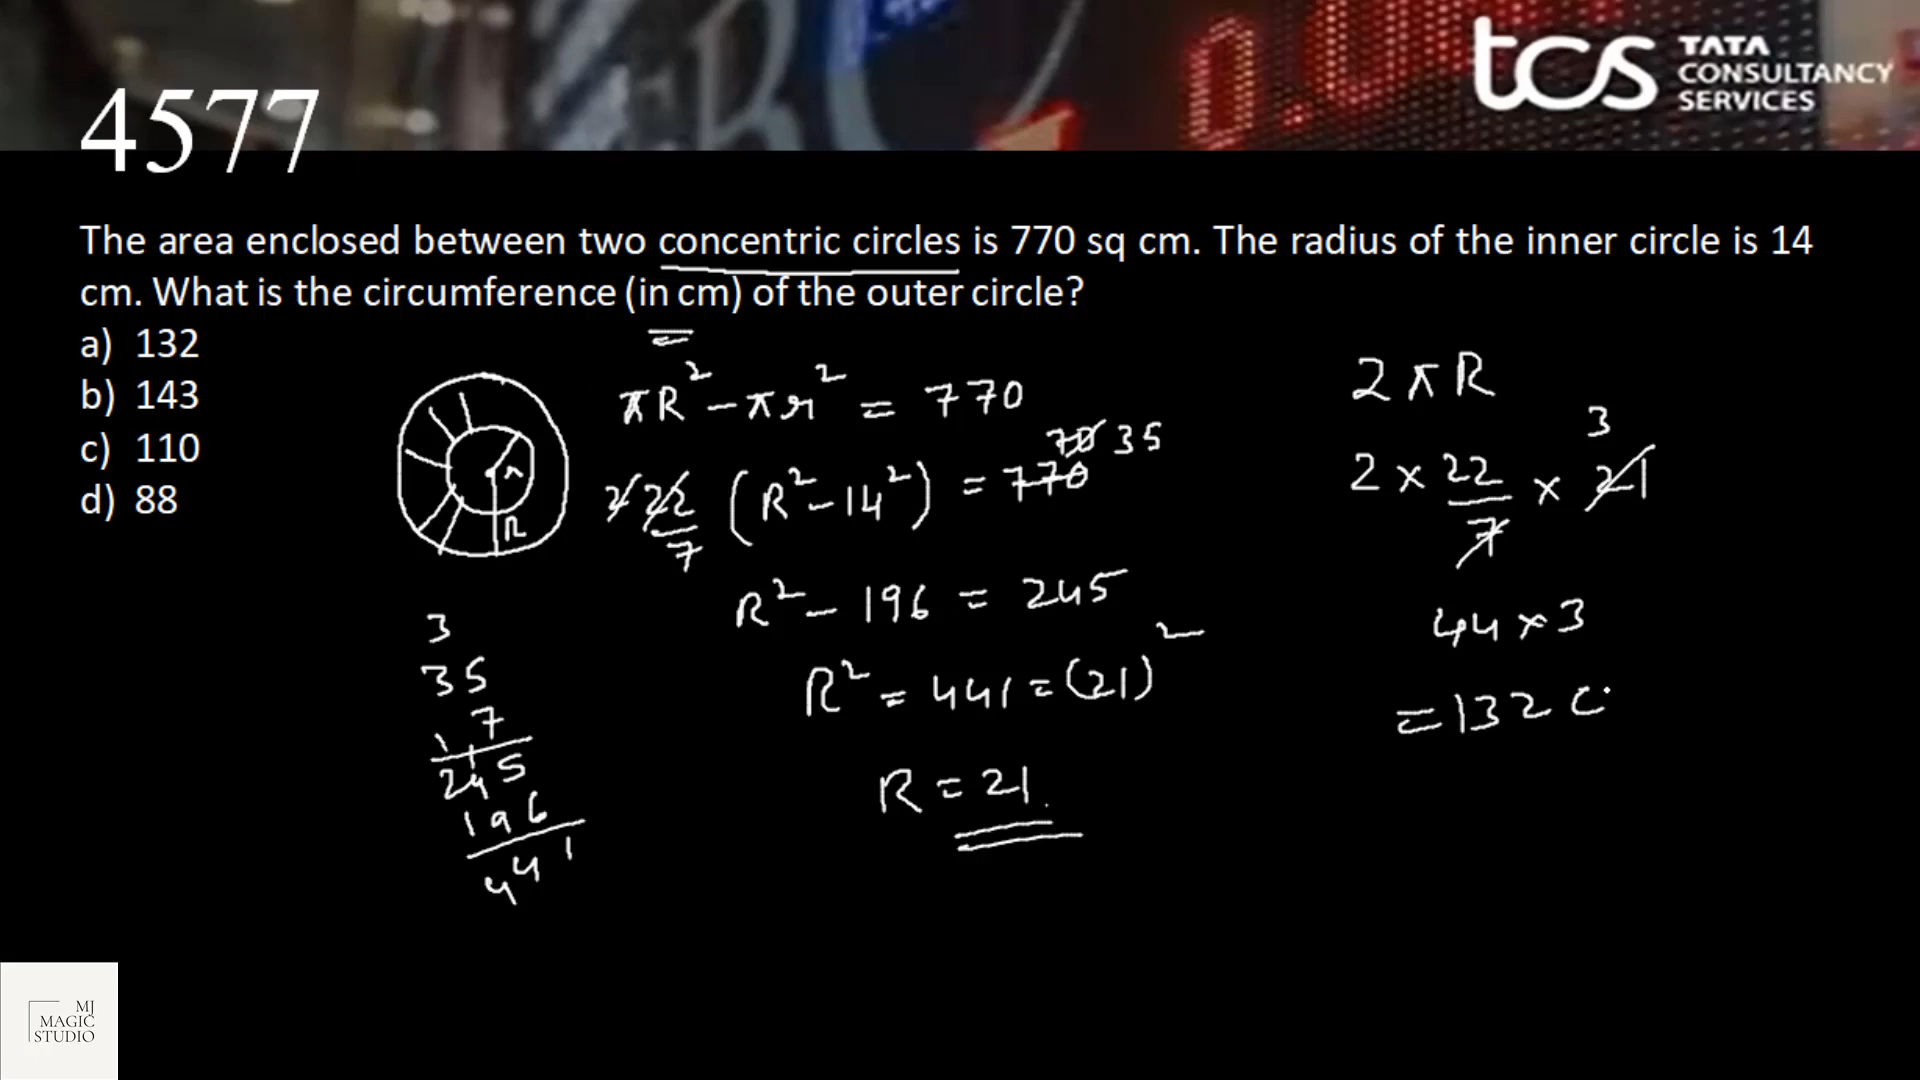 tcs TATA
CONSULTANCY
SERVICES
4577
The area enclosed between two concentric circles is 770 sq cm. The radius of the inner circle is 14
cm. What is the circumference (in cm) of the outer circle?
a) 132
b) 143
c) 110
d) 88
r
R
πR² - πr² = 770
70 35
2 22/7 (R² - 14²) = 770
R² - 196 = 245
R² = 441 = (21)²
R = 21.
3
35
7
245
196
441
2πR
3
2 × 22/7 × 21
44 × 3
= 132 c
MJ
MAGIC
STUDIO